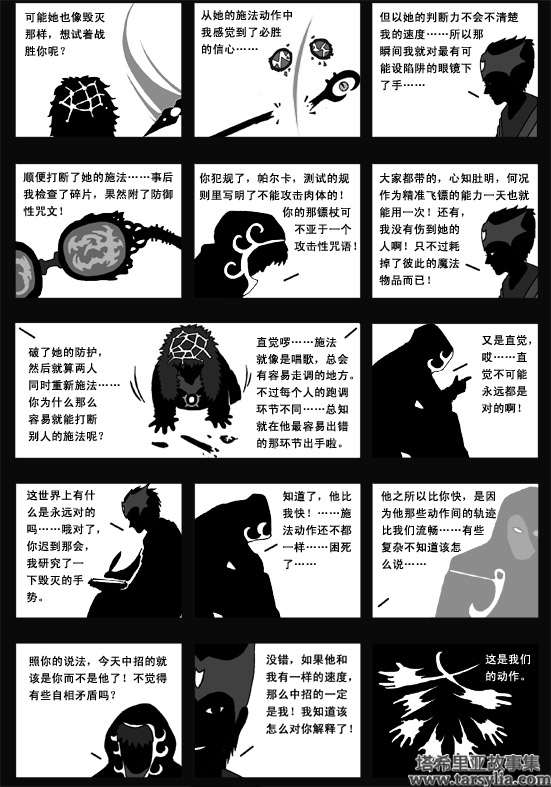 可能她也像毁灭
那样，想试着战
胜你呢？
从她的施法动作中
我感觉到了必胜
的信心……
但以她的判断力不会不清楚
我的速度……所以那
瞬间我就对最有可
能设陷阱的眼镜下
了手……
顺便打断了她的施法……事后
我检查了碎片，果然附了防御
性咒文！
你犯规了，帕尔卡，测试的规
则里写明了不能攻击肉体的！
你的那镖杖可
不亚于一个
攻击性咒语！
大家都带的，心知肚明，何况
作为精准飞镖的能力一天也就
能用一次！还有，
我没有伤到她的
人啊！只不过耗
掉了彼此的魔法
物品而已！
破了她的防护，
然后就算两人
同时重新施法……
你为什么那么
容易就能打断
别人的施法呢？
直觉啰……施法
就像是唱歌，总会
有容易走调的地方。
不过每个人的跑调
环节不同……总知
就在他最容易出错
的那环节出手啦。
又是直觉，
哎……直
觉不可能
永远都是
对的啊！
这世界上有什
么是永远对的
吗……哦对了，
你迟到那会，
我研究了一
下毁灭的手
势。
知道了，他比
我快！……施
法动作还不都
一样……困死
了……
他之所以比你快，是因
为他那些动作间的轨迹
比我们流畅……有些
复杂不知道该怎
么说……
照你的说法，今天中招的就
该是你而不是他了！不觉得
有些自相矛盾吗？
没错，如果他和
我有一样的速度，
那么中招的一定
是我！我知道该
怎么对你解释了！
这是我们
的动作。
塔希里亚故事集
www.tarsylia.com